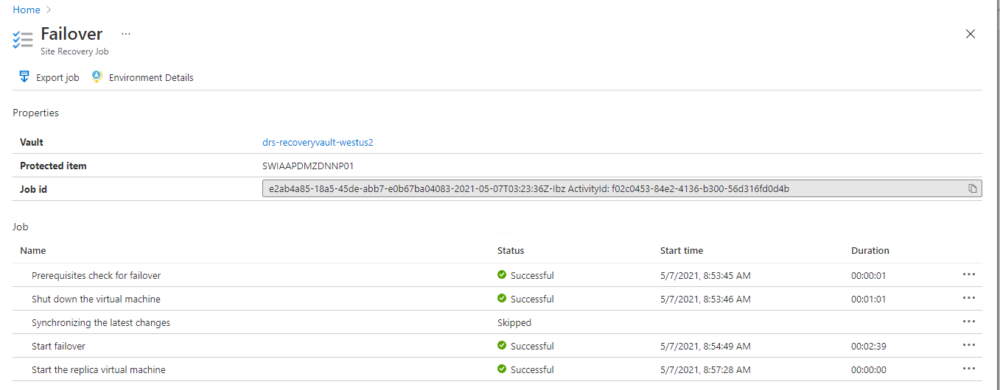 Home
Failover ...
Site Recovery Job
Export job Environment Details
Properties
Vault drs-recoveryvault-westus2
Protected item SWIAAPDMZDNNP01
Job id e2ab4a85-18a5-45de-abb7-e0b67ba04083-2021-05-07T03:23:36Z-Ibz ActivityId: f02c0453-84e2-4136-b300-56d316fd0d4b
Job
Name Status Start time Duration
Prerequisites check for failover Successful 5/7/2021, 8:53:45 AM 00:00:01
Shut down the virtual machine Successful 5/7/2021, 8:53:46 AM 00:01:01
Synchronizing the latest changes Skipped
Start failover Successful 5/7/2021, 8:54:49 AM 00:02:39
Start the replica virtual machine Successful 5/7/2021, 8:57:28 AM 00:00:00